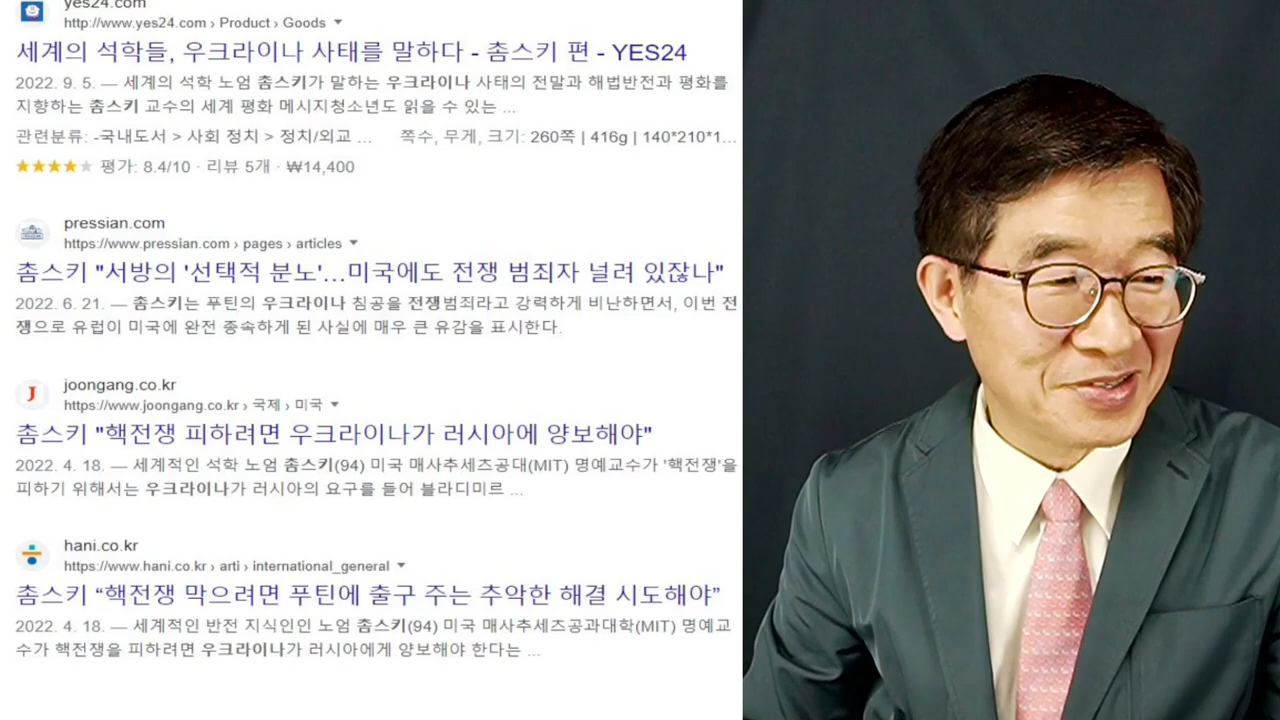 yes24.com
http://www.yes24.com › Product › Goods
세계의 석학들, 우크라이나 사태를 말하다 - 촘스키 편 - YES24
2022. 9. 5. — 세계의 석학 노엄 촘스키가 말하는 우크라이나 사태의 전말과 해법반전과 평화를
지향하는 촘스키 교수의 세계 평화 메시지청소년도 읽을 수 있는 ...
관련분류: -국내도서 > 사회 정치 > 정치/외교 ... 쪽수, 무게, 크기: 260쪽 | 416g | 140*210*1...
평가: 8.4/10 · 리뷰 5개 · ₩14,400
pressian.com
https://www.pressian.com › pages › articles
촘스키 "서방의 '선택적 분노'...미국에도 전쟁 범죄자 널려 있잖나"
2022. 6. 21. — 촘스키는 푸틴의 우크라이나 침공을 전쟁범죄라고 강력하게 비난하면서, 이번 전
쟁으로 유럽이 미국에 완전 종속하게 된 사실에 매우 큰 유감을 표시한다.
J
joongang.co.kr
https://www.joongang.co.kr › 국제 › 미국
촘스키 "핵전쟁 피하려면 우크라이나가 러시아에 양보해야"
2022. 4. 18. — 세계적인 석학 노엄 촘스키(94) 미국 매사추세츠공대(MIT) 명예교수가 '핵전쟁'을
피하기 위해서는 우크라이나가 러시아의 요구를 들어 블라디미르 ...
hani.co.kr
https://www.hani.co.kr › arti › international_general
촘스키 “핵전쟁 막으려면 푸틴에 출구 주는 추악한 해결 시도해야”
2022. 4. 18. — 세계적인 반전 지식인인 노엄 촘스키(94) 미국 매사추세츠공과대학(MIT) 명예교
수가 핵전쟁을 피하려면 우크라이나가 러시아에게 양보해야 한다는 ...